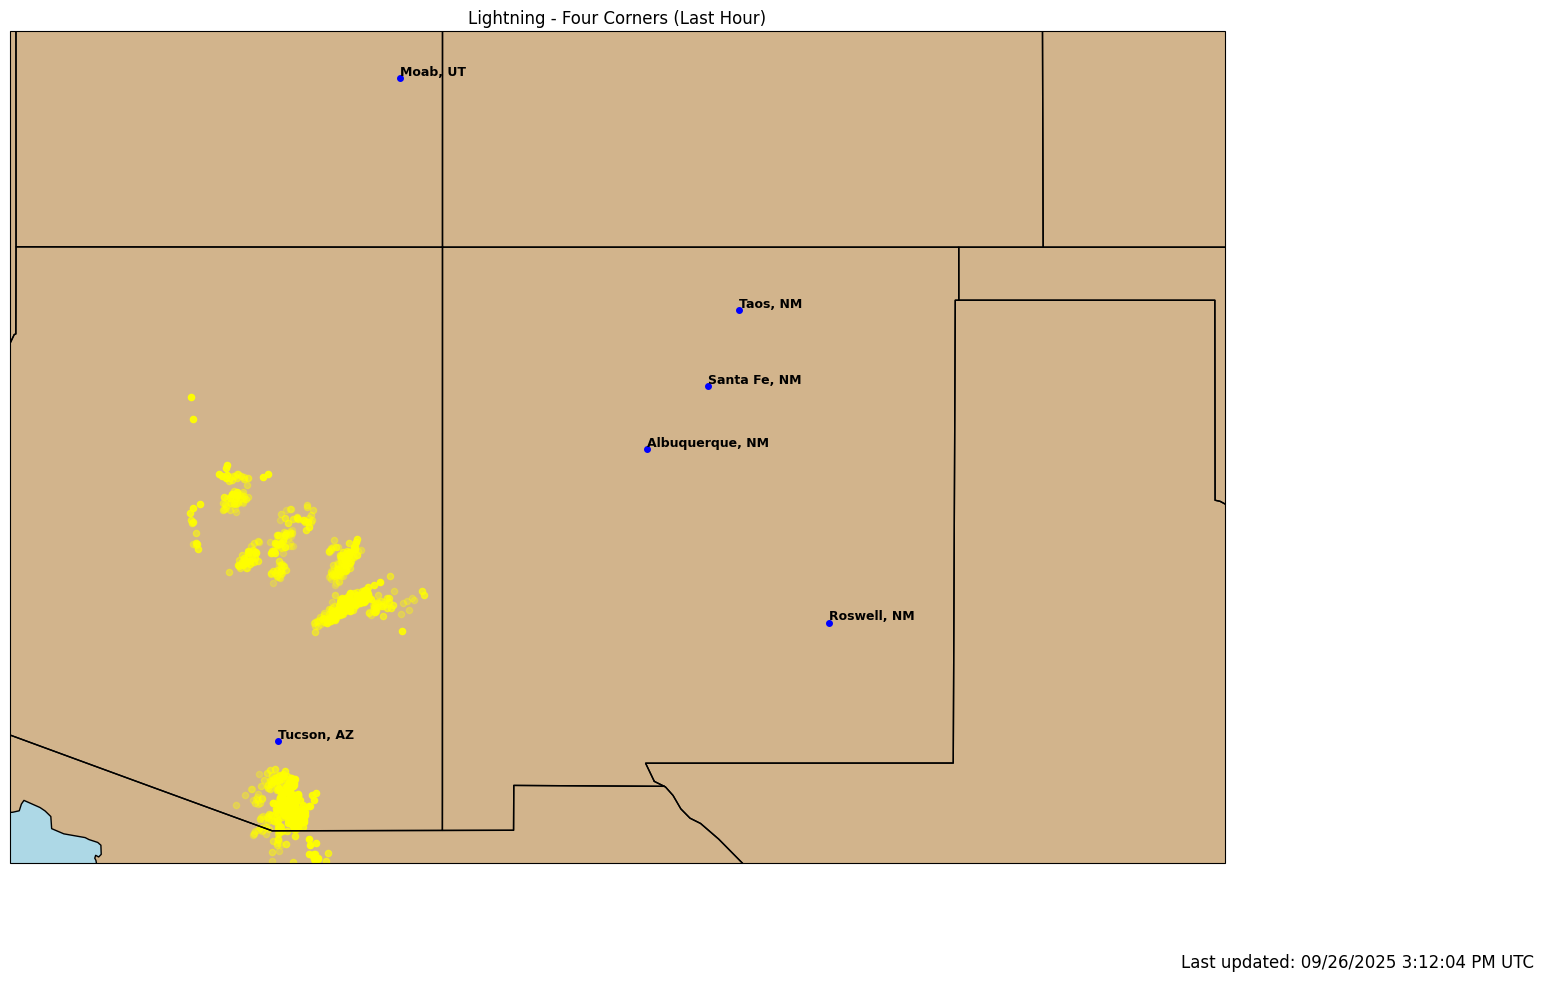 Lightning - Four Corners (Last Hour)
Moab, UT
Taos, NM
Santa Fe, NM
Albuquerque, NM
Roswell, NM
Tucson, AZ
Last updated: 09/26/2025 3:12:04 PM UTC